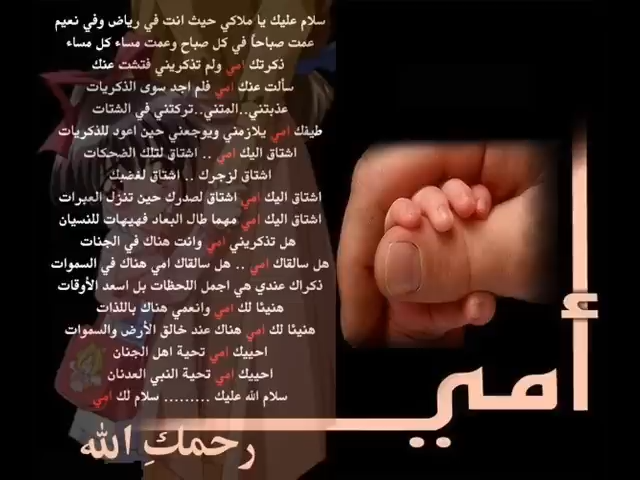 سلام عليك يا ملاكي حيث انت في رياض وفي نعيم
عمت صباحاً في كل صباح وعمت مساء كل مساء
ذكرتك امي ولم تذكريني فتشت عنك
سألت عنك امي فلم اجد سوى الذكريات
عذبتني..المتني..تركتني في الشتات
طيفك امي يلازمني ويوجعني حين اعود للذكريات
اشتاق اليك امي .. اشتاق لتلك الضحكات
اشتاق لزجرك .. اشتاق لغضبك
اشتاق اليك امي اشتاق لصدرك حين تنزل العبرات
اشتاق اليك امي مهما طال البعاد فهيهات للنسيان
هل تذكريني امي وانت هناك في الجنات
هل سالقاك امي .. هل سالقاك امي هناك في السموات
ذكراك عندي هي اجمل اللحظات بل اسعد الأوقات
هنيئا لك امي وانعمي هناك باللذات
هنيئا لك امي هناك عند خالق الأرض والسموات
احييك امي تحية اهل الجنان
احييك امي تحية النبي العدنان
سلام الله عليك ......... سلام لك امي
أمي
رحمكِ الله